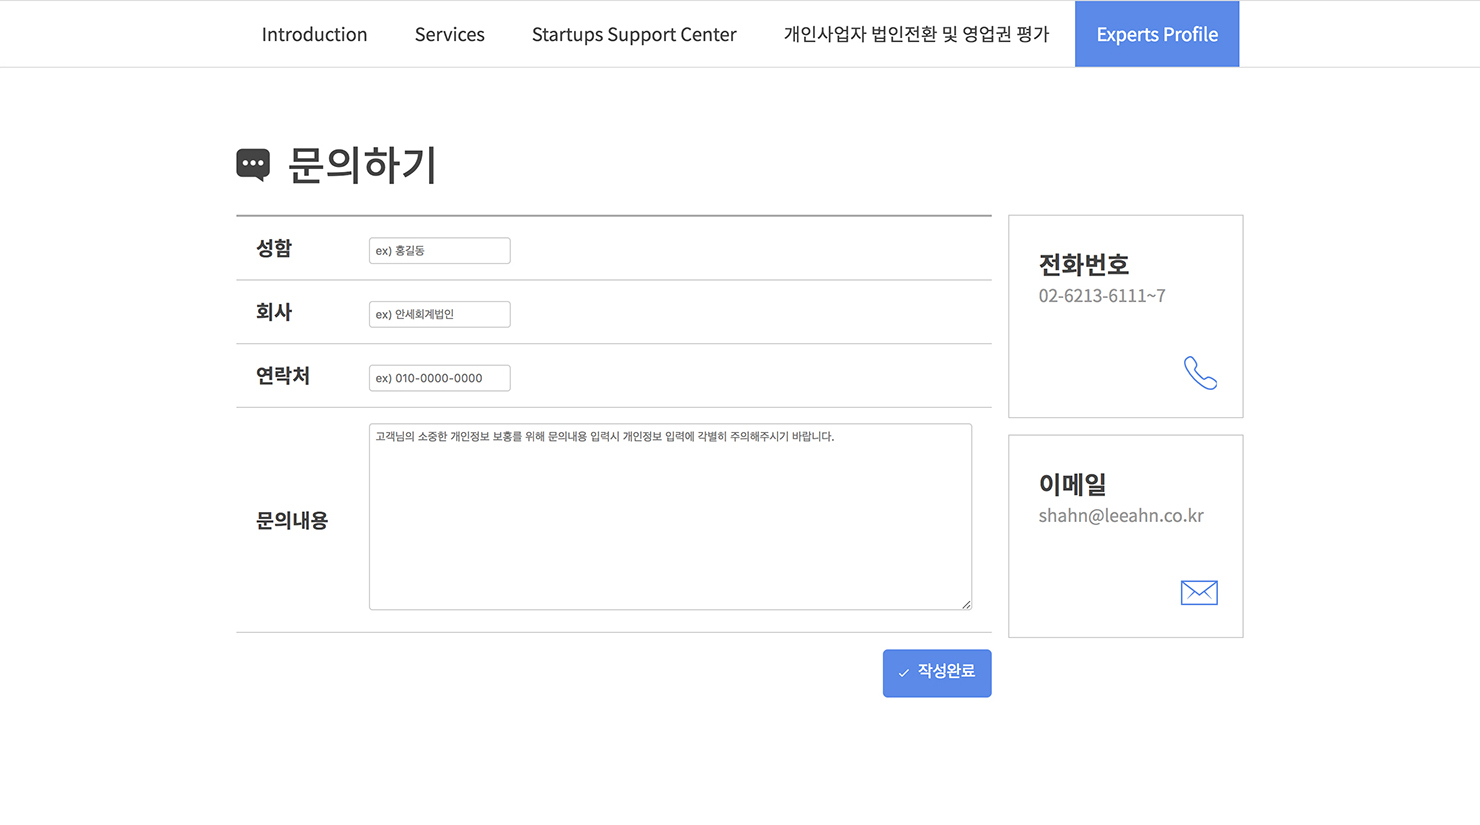 Introduction Services Startups Support Center 개인사업자 법인전환 및 영업권 평가 Experts Profile
문의하기
성함 ex) 홍길동
회사 ex) 안세회계법인
연락처 ex) 010-0000-0000
문의내용 고객님의 소중한 개인정보 보홍를 위해 문의내용 입력시 개인정보 입력에 각별히 주의해주시기 바랍니다.
작성완료
전화번호
02-6213-6111~7
이메일
shahn@leeahn.co.kr